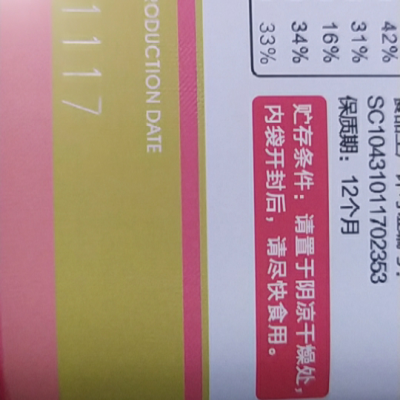 42%
31%
16%
34%
33%
SC10431011702353
保质期：12个月
贮存条件：请置于阴凉干燥处,
内袋开封后，请尽快食用。
RODUCTION DATE
1117